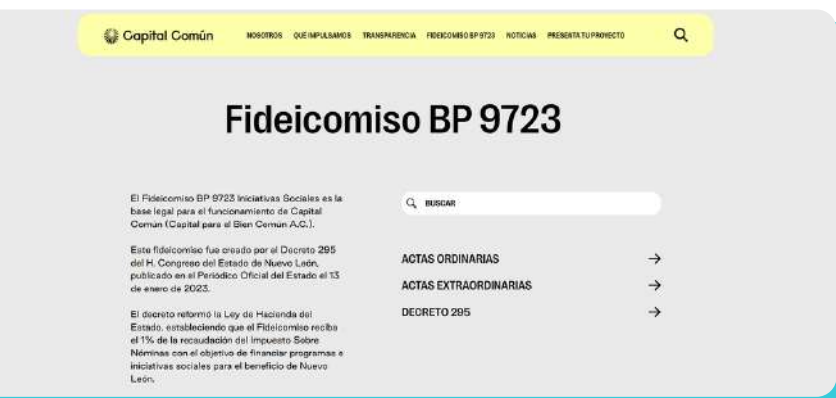 Capital Común
NOSOTROS QUÉ IMPULSAMOS TRANSPARENCIA FIDEICOMISO BP 9723 NOTICIAS PRESENTA TU PROYECTO
Fideicomiso BP 9723
El Fideicomiso BP 9723 Iniciativas Sociales es la
base legal para el funcionamiento de Capital
Común (Capital para el Bien Común A.C.).
Este fideicomiso fue creado por el Decreto 295
del H. Congreso del Estado de Nuevo León,
publicado en el Periódico Oficial del Estado el 13
de enero de 2023.
El decreto reformó la Ley de Hacienda del
Estado, estableciendo que el Fideicomiso reciba
el 1% de la recaudación del Impuesto Sobre
Nóminas con el objetivo de financiar programas e
iniciativas sociales para el beneficio de Nuevo
León.
BUSCAR
ACTAS ORDINARIAS
ACTAS EXTRAORDINARIAS
DECRETO 295